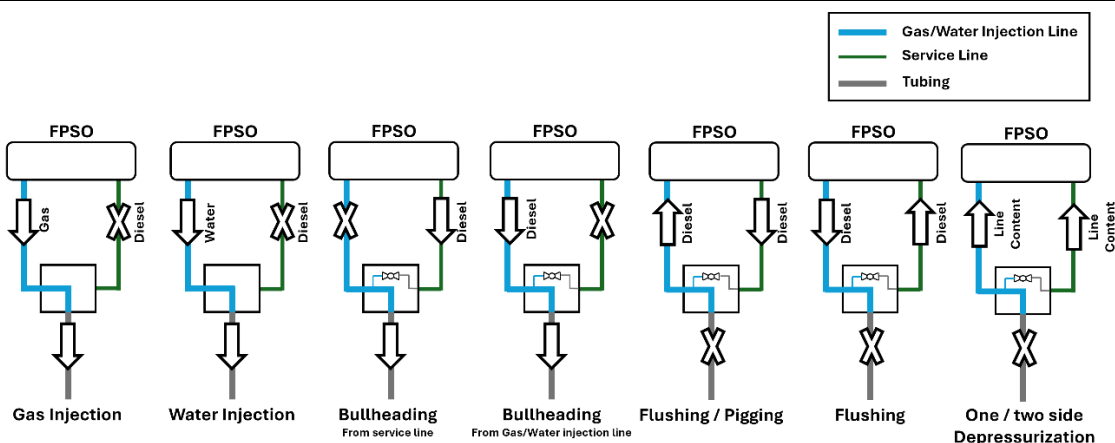 Gas/Water Injection Line
Service Line
Tubing
FPSO
FPSO
FPSO
FPSO
FPSO
FPSO
FPSO
Gas
Diesel
Water
Diesel
Diesel
Diesel
Diesel
Diesel
Diesel
Diesel
Line
Content
Line
Content
Gas Injection
Water Injection
Bullheading
From service line
Bullheading
From Gas/Water injection line
Flushing / Pigging
Flushing
One / two side
Depressurization